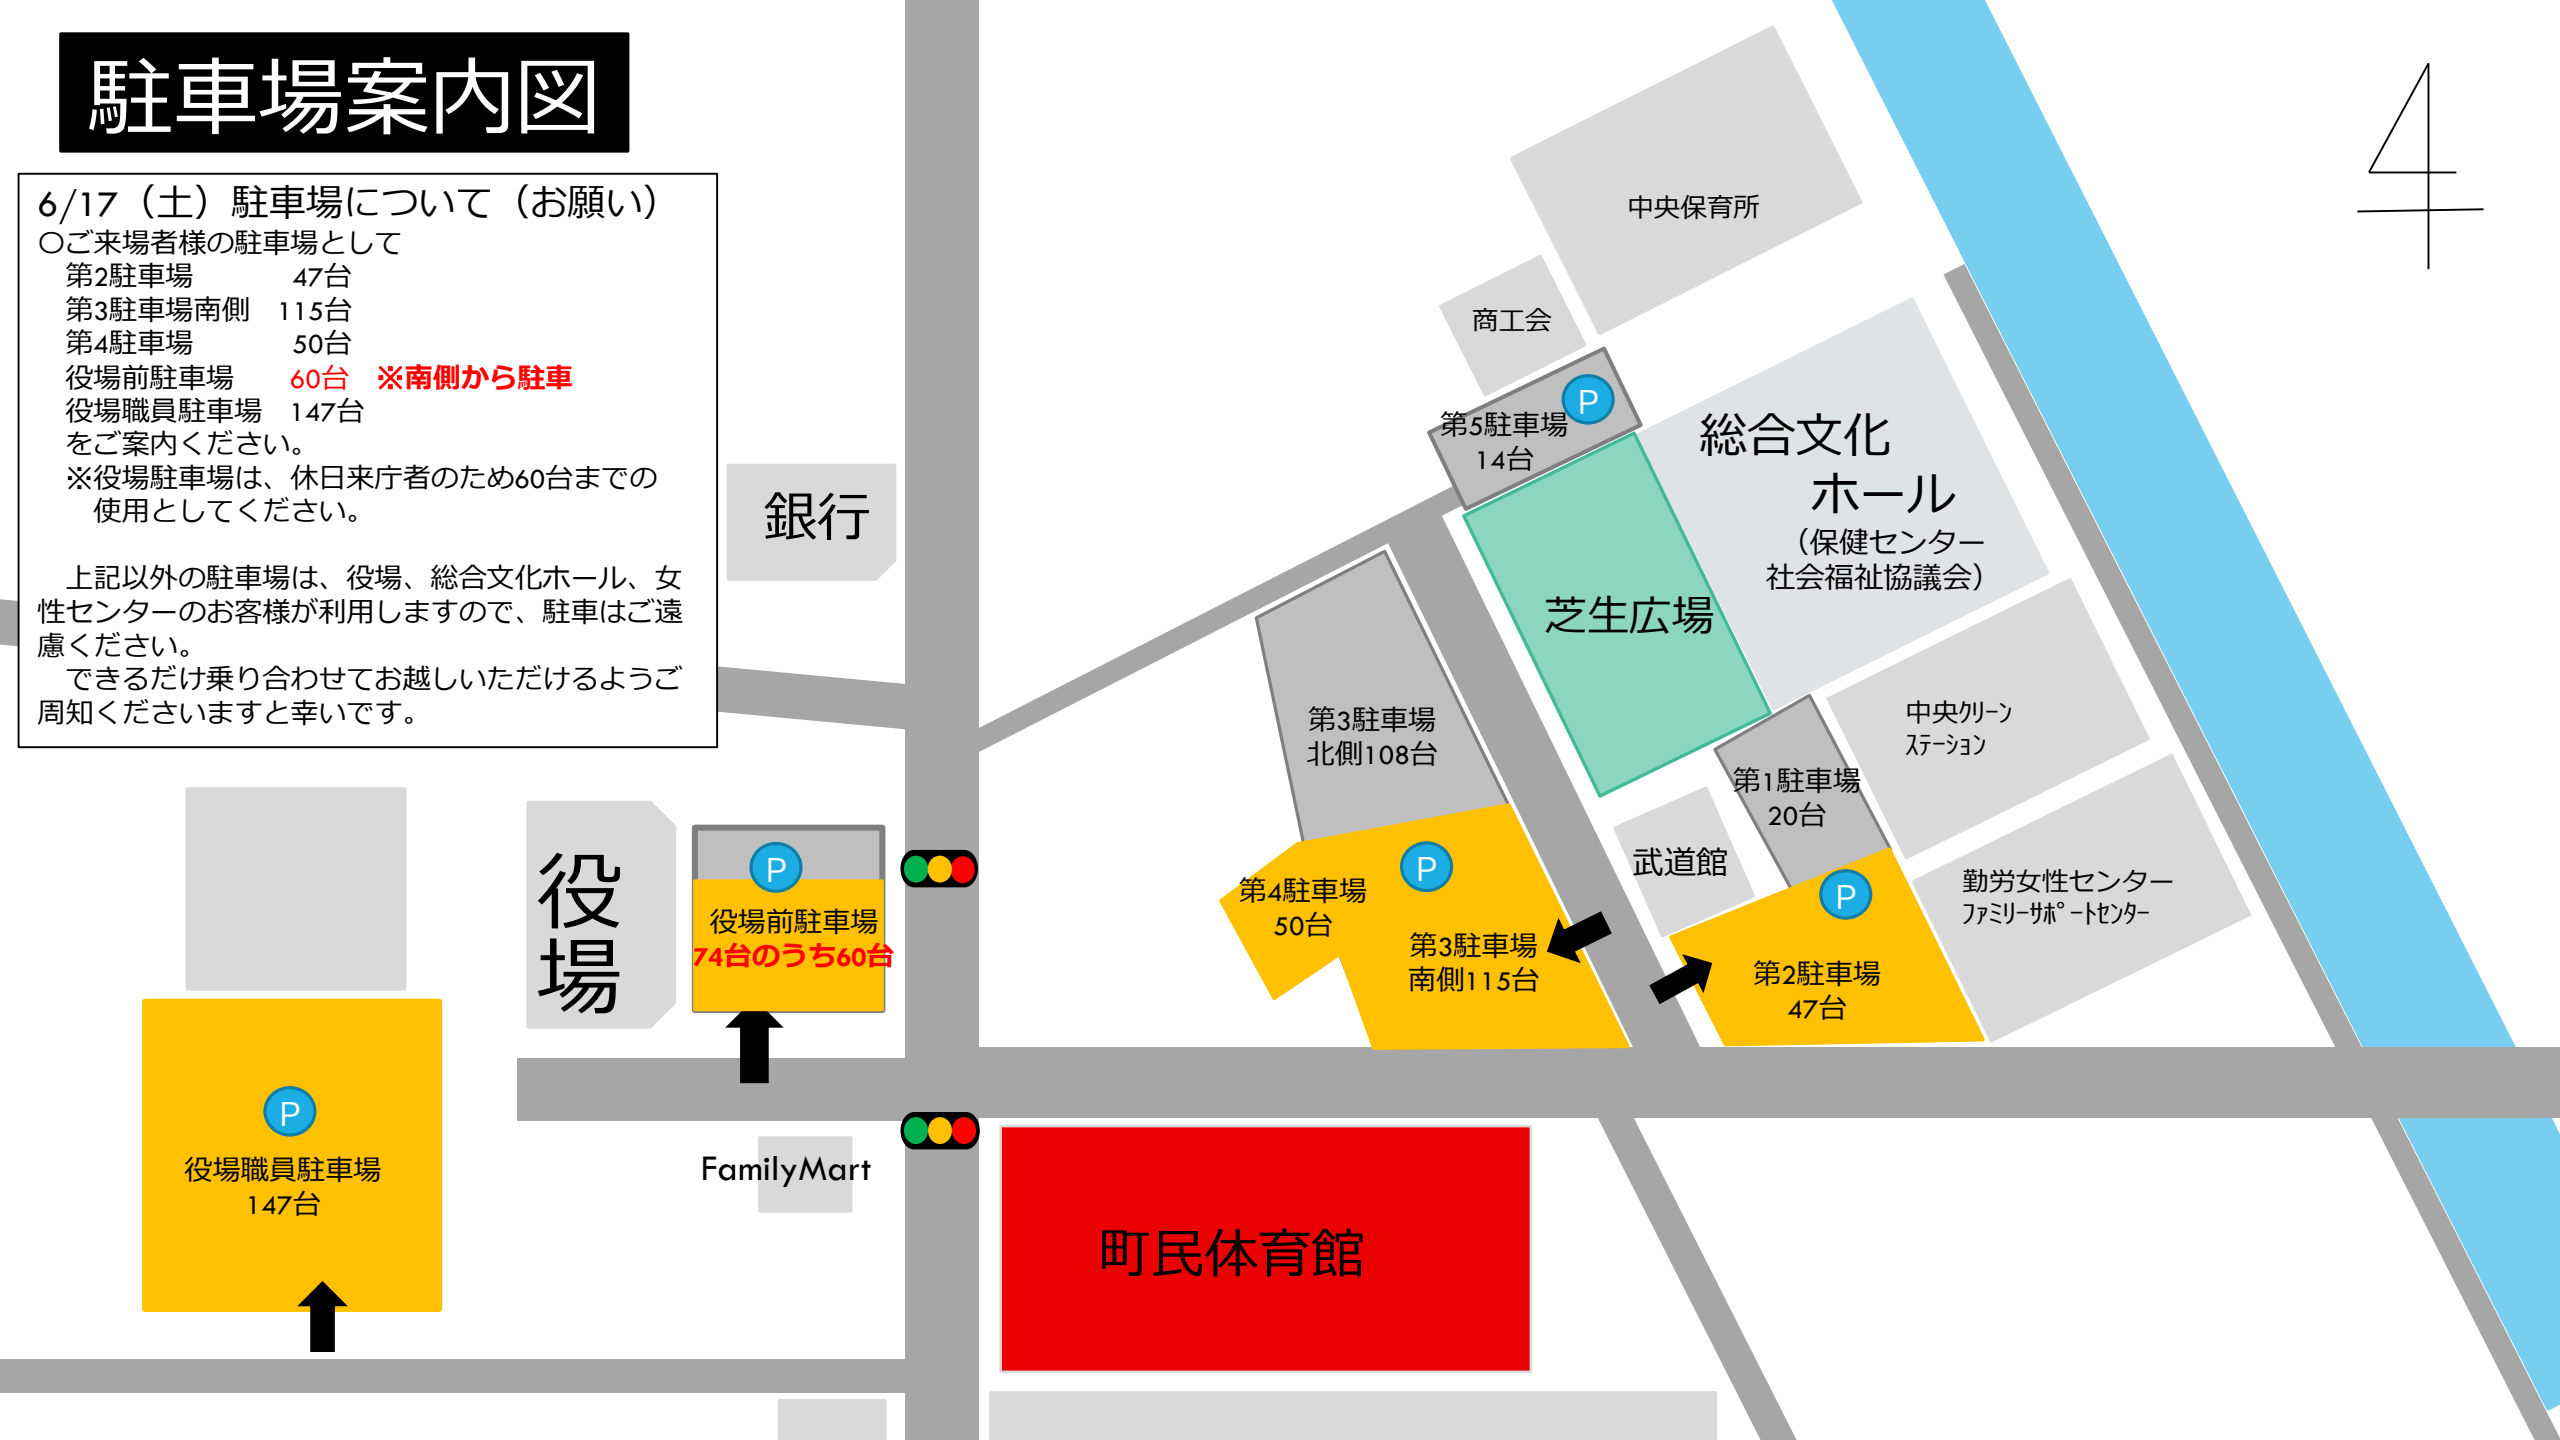 駐車場案内図
6/17（土）駐車場について（お願い）
〇ご来場者様の駐車場として
第2駐車場　47台
第3駐車場南側　115台
第4駐車場　50台
役場前駐車場　60台　※南側から駐車
役場職員駐車場　147台
をご案内ください。
※役場駐車場は、休日来庁者のため60台までの
使用としてください。
上記以外の駐車場は、役場、総合文化ホール、女
性センターのお客様が利用しますので、駐車はご遠
慮ください。
できるだけ乗り合わせてお越しいただけるようご
周知くださいますと幸いです。
中央保育所
商工会
P
第5駐車場
14台
総合文化
ホール
（保健センター
社会福祉協議会）
銀行
芝生広場
第3駐車場
北側108台
中央ｸﾘｰﾝ
ｽﾃｰｼｮﾝ
第1駐車場
20台
武道館
役場
P
役場前駐車場
74台のうち60台
P
第4駐車場
50台
第3駐車場
南側115台
P
第2駐車場
47台
勤労女性センター
ﾌｧﾐﾘｰｻﾎﾟｰﾄｾﾝﾀｰ
P
役場職員駐車場
147台
FamilyMart
町民体育館